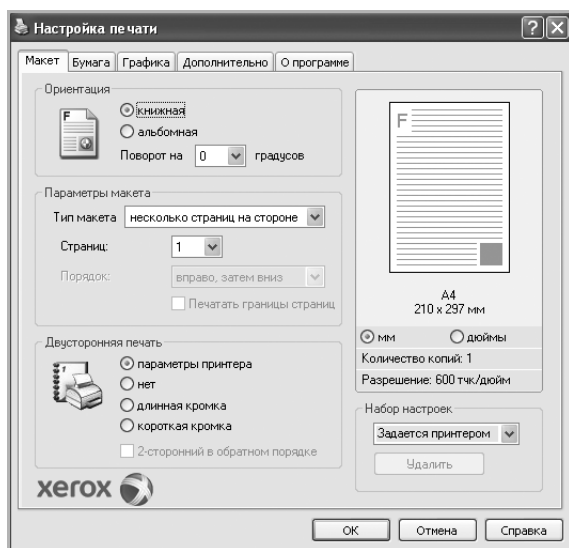 Настройка печати
Макет Бумага Графика Дополнительно О программе
Ориентация
F
книжная
альбомная
Поворот на 0 градусов
Параметры макета
Тип макета несколько страниц на стороне
Страниц: 1
Порядок: вправо, затем вниз
Печатать границы страниц
Двусторонняя печать
1
параметры принтера
нет
длинная кромка
короткая кромка
2-сторонний в обратном порядке
xerox
F
A4
210 x 297 мм
мм дюймы
Количество копий: 1
Разрешение: 600 тчк/дюйм
Набор настроек
Задается принтером
Удалить
OK Отмена Справка